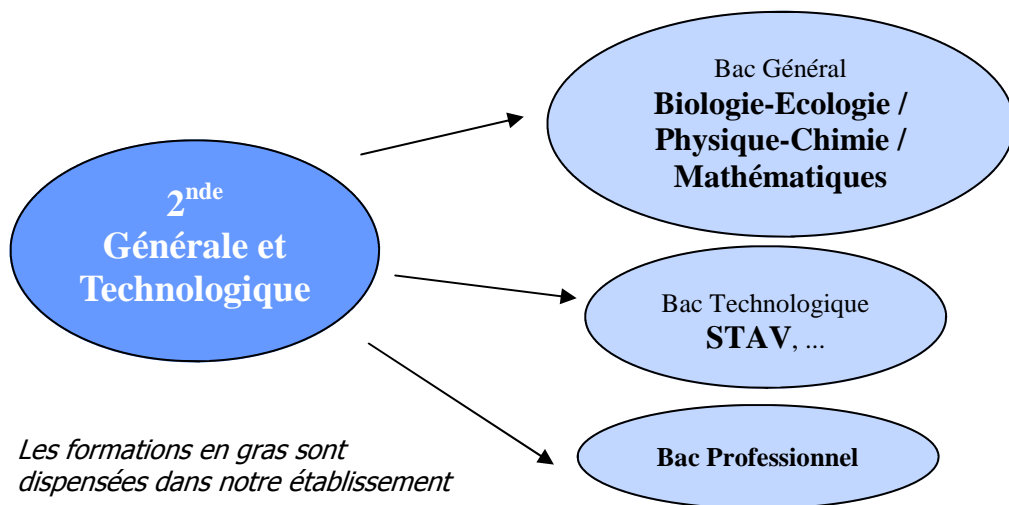 2nde
Générale et
Technologique
Bac Général
Biologie-Ecologie /
Physique-Chimie /
Mathématiques
Bac Technologique
STAV, ...
Bac Professionnel
Les formations en gras sont
dispensées dans notre établissement